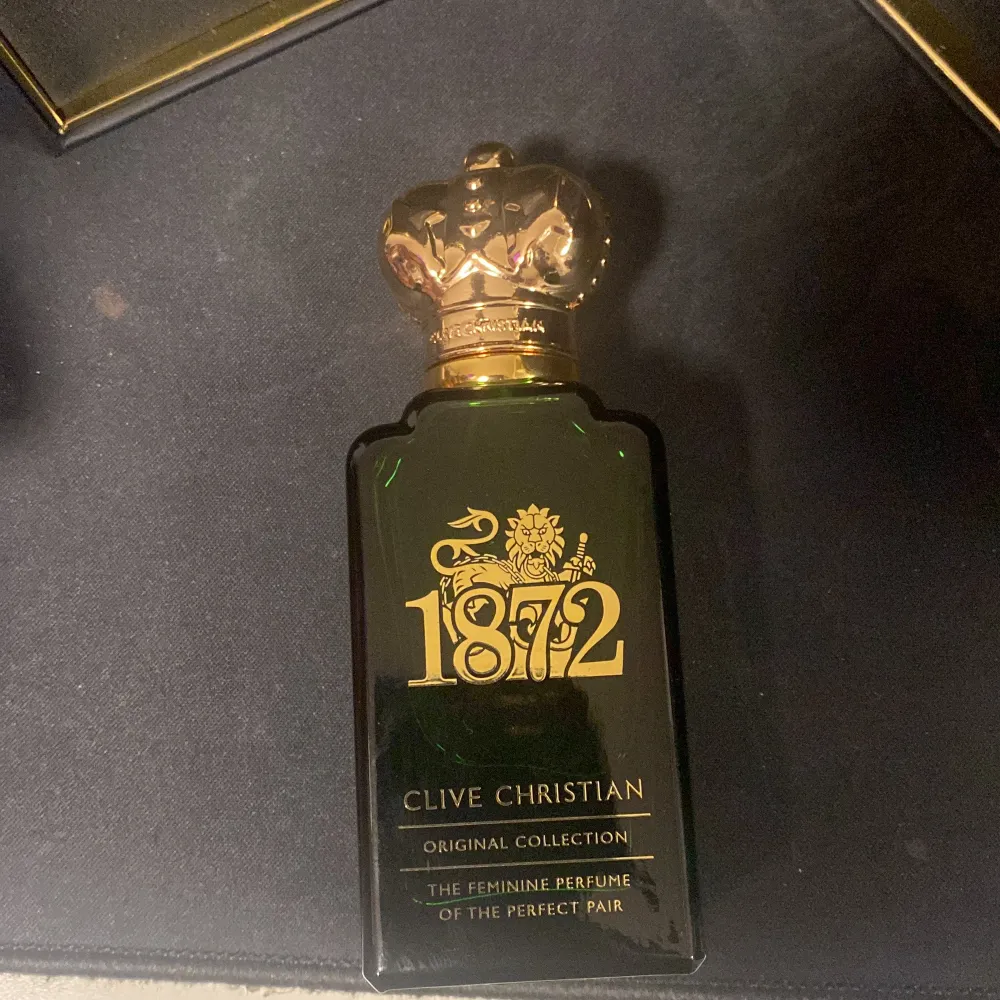 CLIVE CHRISTIAN
1872
CLIVE CHRISTIAN
ORIGINAL COLLECTION
THE FEMININE PERFUME
OF THE PERFECT PAIR